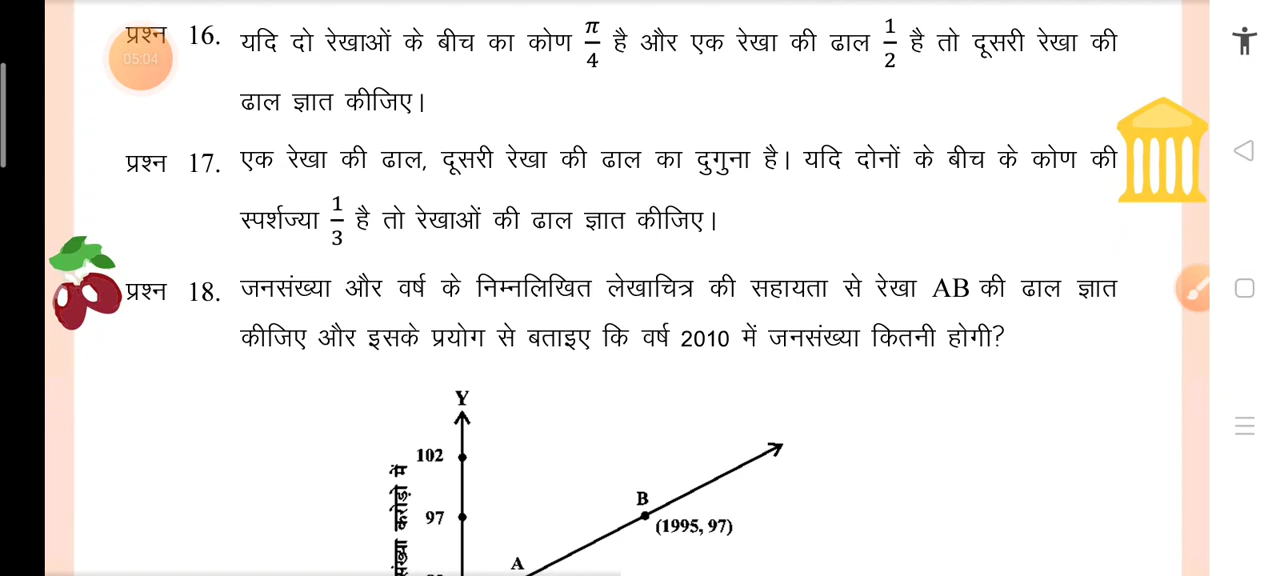 प्रश्न 16. यदि दो रेखाओं के बीच का कोण π/4 है और एक रेखा की ढाल 1/2 है तो दूसरी रेखा की
05:04
ढाल ज्ञात कीजिए।
प्रश्न 17. एक रेखा की ढाल, दूसरी रेखा की ढाल का दुगुना है। यदि दोनों के बीच के कोण की
स्पर्शज्या 1/3 है तो रेखाओं की ढाल ज्ञात कीजिए।
प्रश्न 18. जनसंख्या और वर्ष के निम्नलिखित लेखाचित्र की सहायता से रेखा AB की ढाल ज्ञात
कीजिए और इसके प्रयोग से बताइए कि वर्ष 2010 में जनसंख्या कितनी होगी?
Y
102
97
करोड़ों में
B
(1995, 97)
A